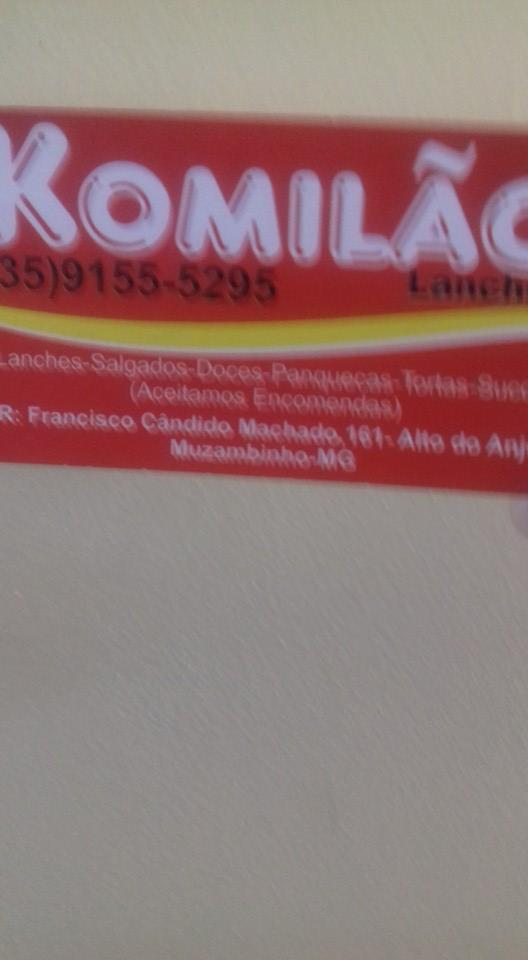 KOMILÃO
35)9155-5295 Lanch
Lanches-Salgados-Doces-Panquecas-Tortas-Suc
(Aceitamos Encomendas)
R: Francisco Cândido Machado,161- Alto do Anj
Muzambinho-MG